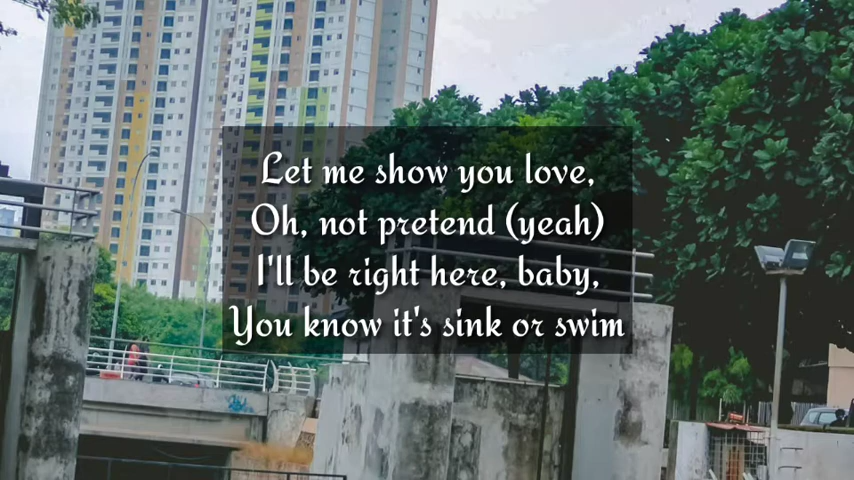 Let me show you love,
Oh, not pretend (yeah)
I'll be right here, baby,
You know it's sink or swim